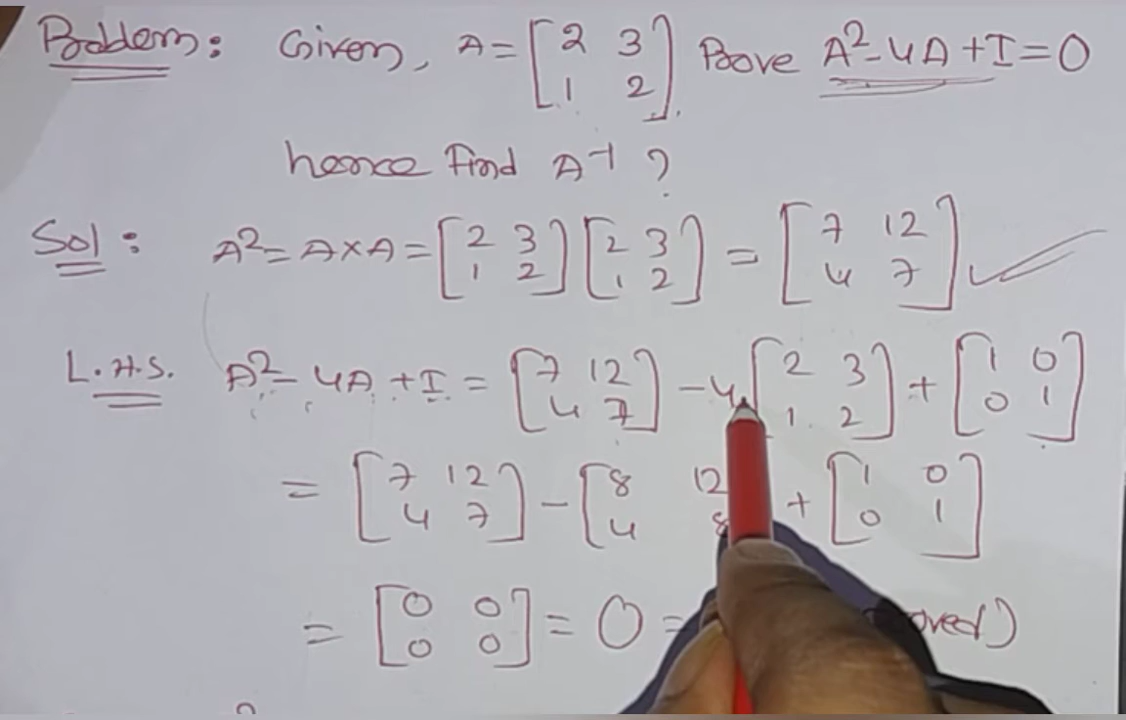 Problem: Given, A = [2 3 1 2]. Prove A² - 4A + I = 0
hence find A⁻¹ ?
Sol: A² = A×A = [2 3 1 2] [2 3 1 2] = [7 12 4 7]
L.H.S. A² - 4A + I = [7 12 4 7] - 4 [2 3 1 2] + [1 0 0 1]
= [7 12 4 7] - [8 12 4 8 + [1 0 0 1]
= [0 0 0 0] = 0 =